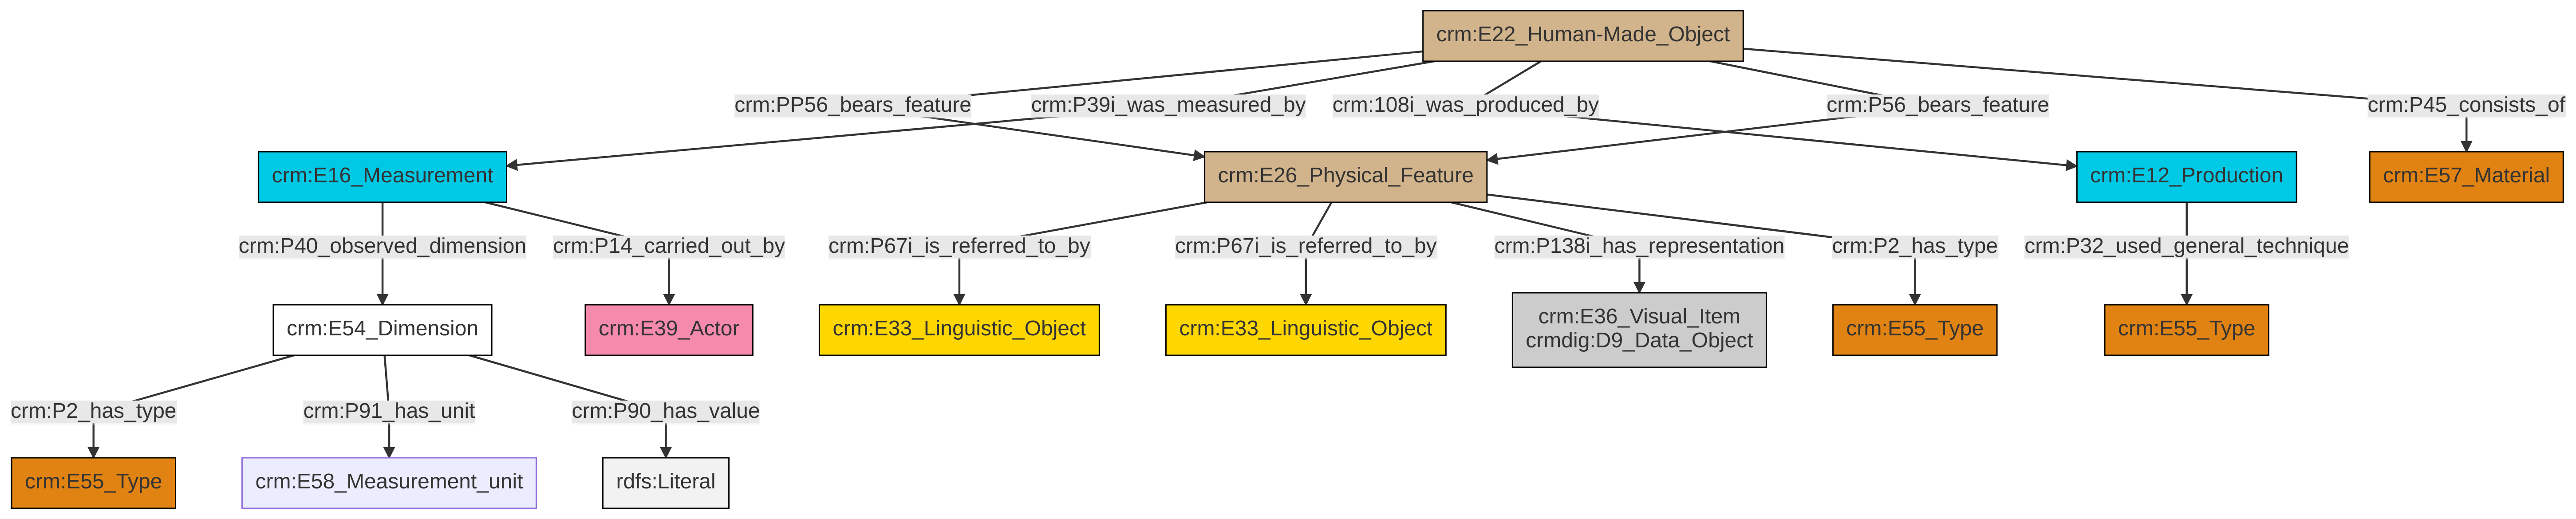 crm:E22_Human-Made_Object
crm:PP56_bears_feature
crm:P39i_was_measured_by
crm:108i_was_produced_by
crm:P56_bears_feature
crm:P45_consists_of
crm:E16_Measurement
crm:E26_Physical_Feature
crm:E12_Production
crm:E57_Material
crm:P40_observed_dimension
crm:P14_carried_out_by
crm:P67i_is_referred_to_by
crm:P67i_is_referred_to_by
crm:P138i_has_representation
crm:P2_has_type
crm:P32_used_general_technique
crm:E54_Dimension
crm:E39_Actor
crm:E33_Linguistic_Object
crm:E33_Linguistic_Object
crm:E36_Visual_Item
crmdig:D9_Data_Object
crm:E55_Type
crm:E55_Type
crm:P2_has_type
crm:P91_has_unit
crm:P90_has_value
crm:E55_Type
crm:E58_Measurement_unit
rdfs:Literal